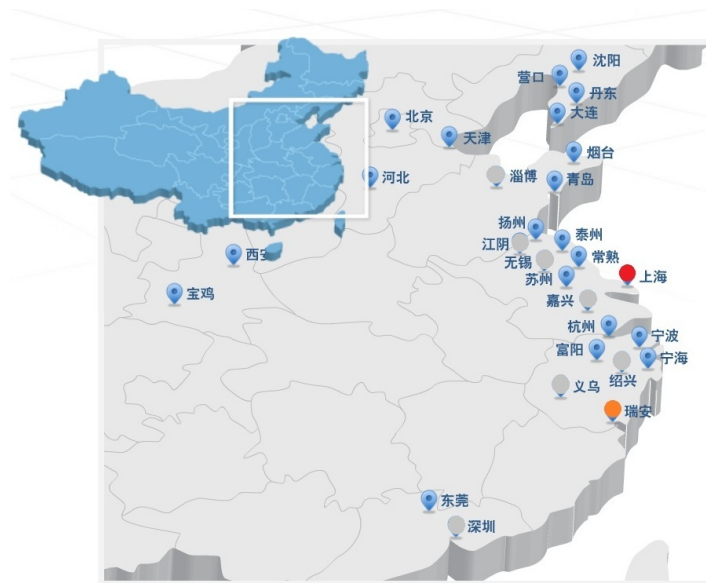 沈阳
营口
丹东
大连
北京
天津
烟台
淄博
河北
青岛
扬州
泰州
江阴
常熟
无锡
西安
苏州
上海
宝鸡
嘉兴
杭州
宁波
富阳
宁海
绍兴
义乌
瑞安
东莞
深圳